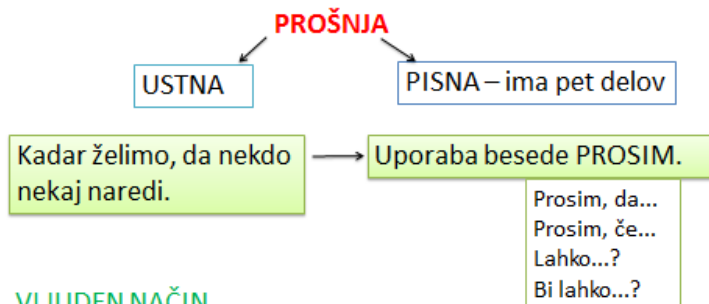 PROŠNJA
USTNA
PISNA – ima pet delov
Kadar želimo, da nekdo
nekaj naredi.
Uporaba besede PROSIM.
Prosim, da...
Prosim, če...
Lahko...?
Bi lahko...?
VLJUDEN NAČIN